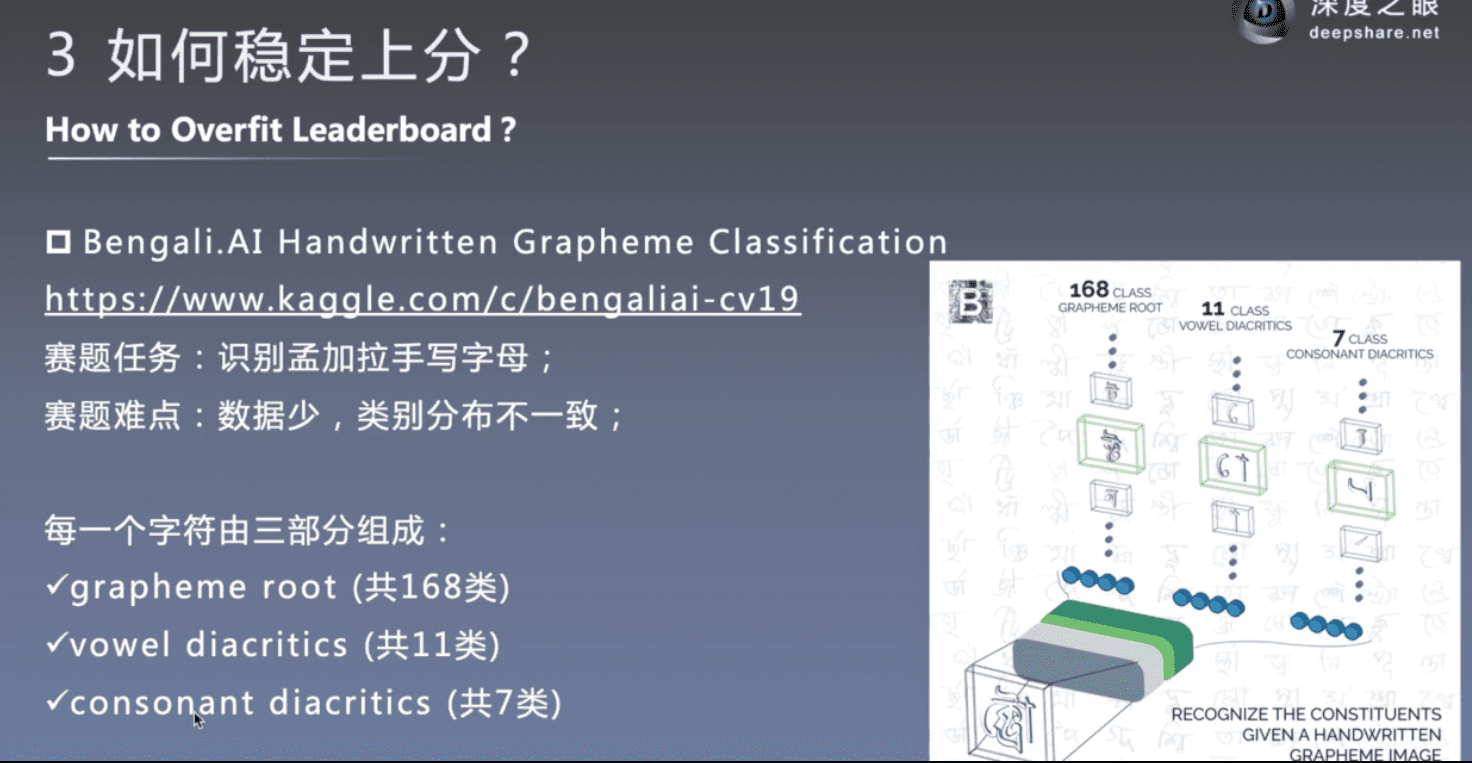 深度之眼
deepshare.net
3 如何稳定上分？
How to Overfit Leaderboard？
Bengali.AI Handwritten Grapheme Classification
https://www.kaggle.com/c/bengaliai-cv19
赛题任务：识别孟加拉手写字母；
赛题难点：数据少，类别分布不一致；
每一个字符由三部分组成：
✓grapheme root (共168类)
✓vowel diacritics (共11类)
✓consonant diacritics (共7类)
B
168 CLASS
GRAPHEME ROOT
11 CLASS
VOWEL DIACRITICS
7 CLASS
CONSONANT DIACRITICS
RECOGNIZE THE CONSTITUENTS
GIVEN A HANDWRITTEN
GRAPHEME IMAGE